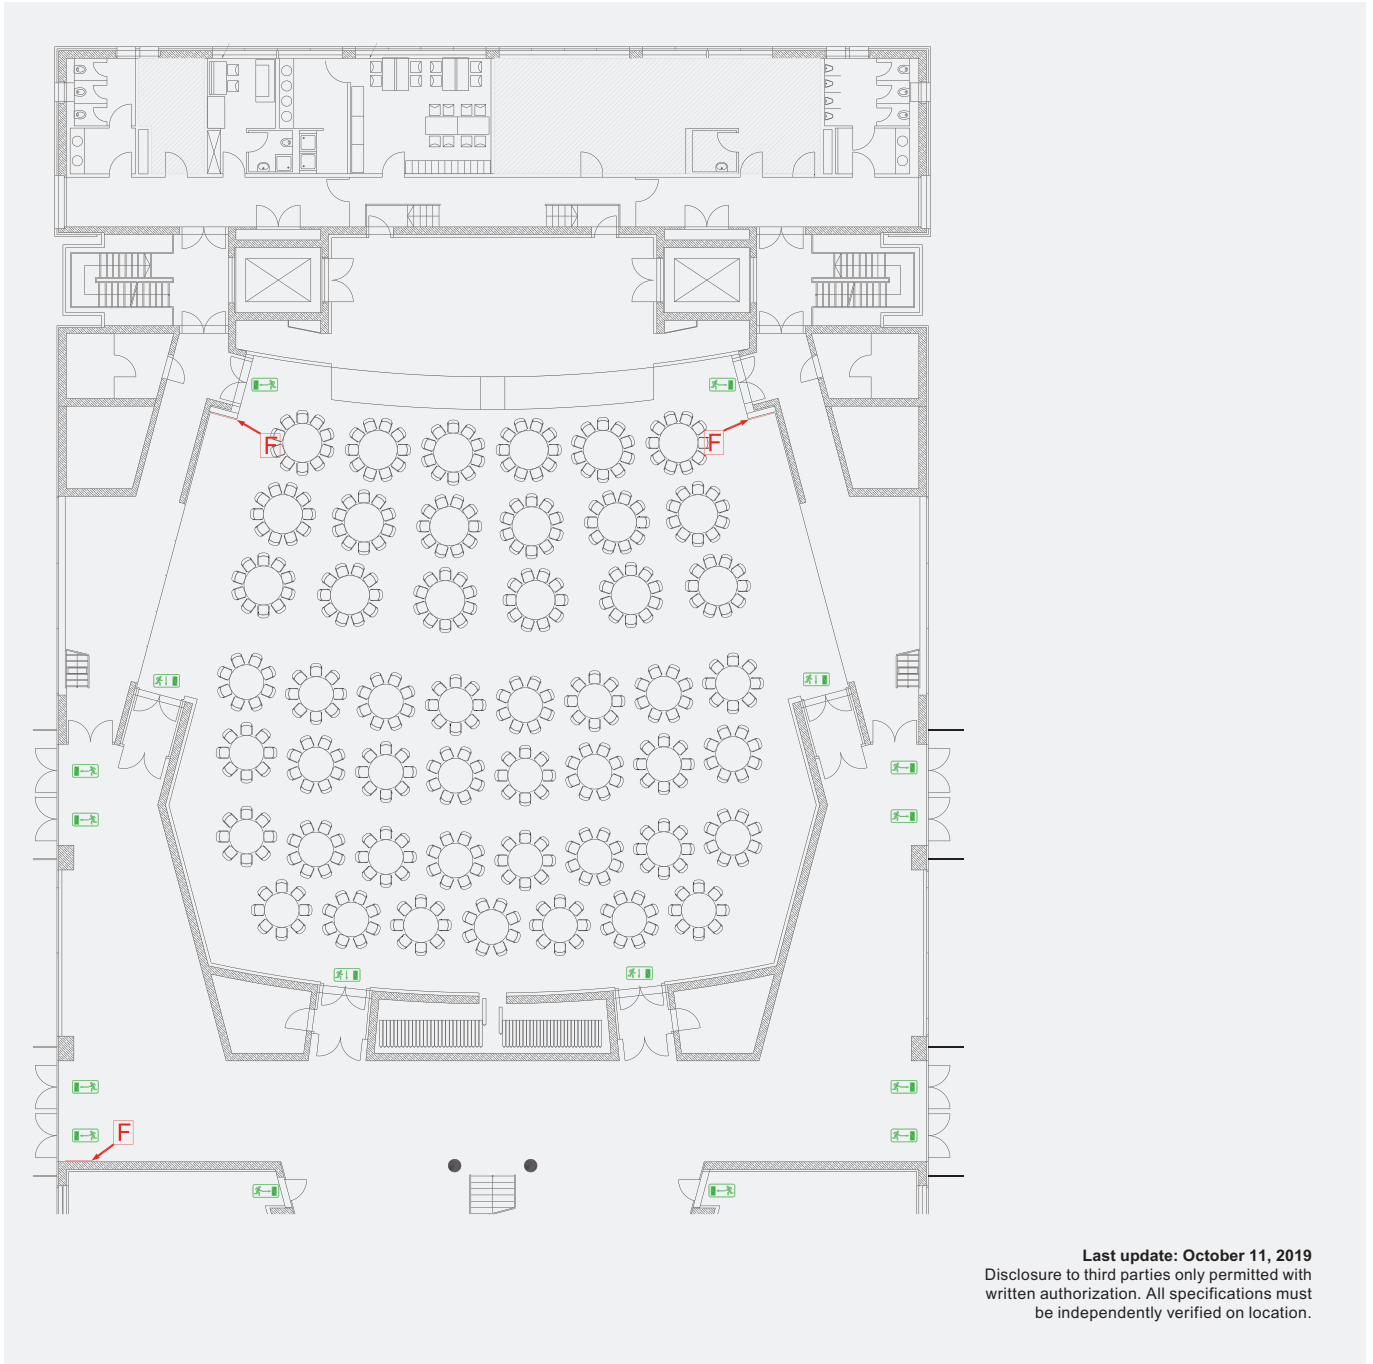 F
F
F
Last update: October 11, 2019
Disclosure to third parties only permitted with
written authorization. All specifications must
be independently verified on location.